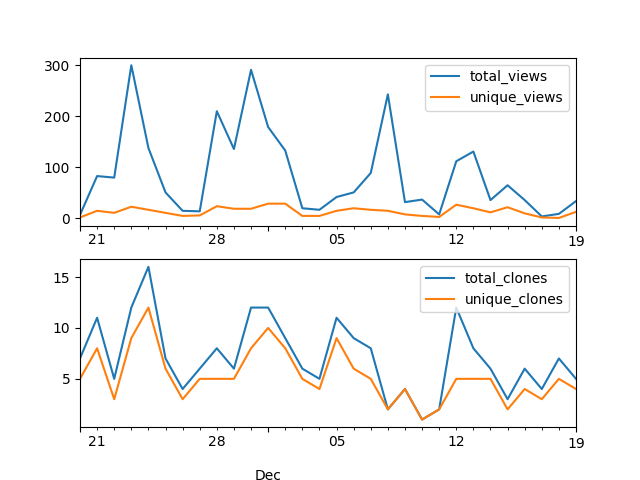 300
200
100
0
total_views
unique_views
21 28 05 12 19
15
10
5
total_clones
unique_clones
21 28 05 12 19
Dec